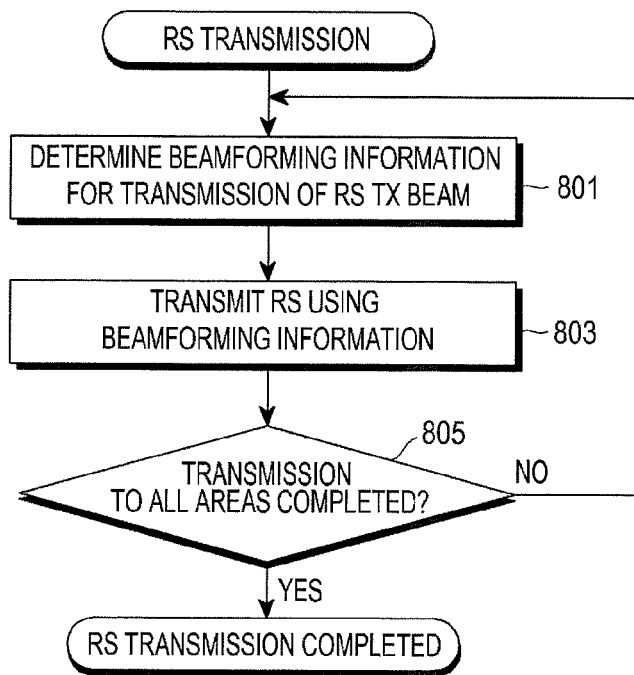 RS TRANSMISSION
DETERMINE BEAMFORMING INFORMATION
FOR TRANSMISSION OF RS TX BEAM
801
TRANSMIT RS USING
BEAMFORMING INFORMATION
803
805
TRANSMISSION
TO ALL AREAS COMPLETED?
NO
YES
RS TRANSMISSION COMPLETED